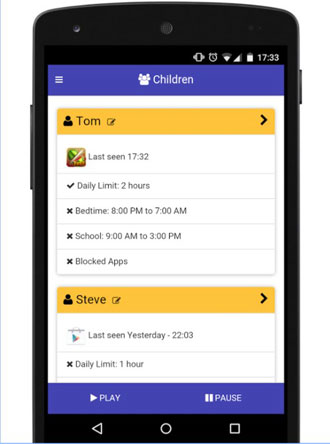 17:33
Children
Tom
Last seen 17:32
Daily Limit: 2 hours
Bedtime: 8:00 PM to 7:00 AM
School: 9:00 AM to 3:00 PM
Blocked Apps
Steve
Last seen Yesterday - 22:03
Daily Limit: 1 hour
PLAY PAUSE